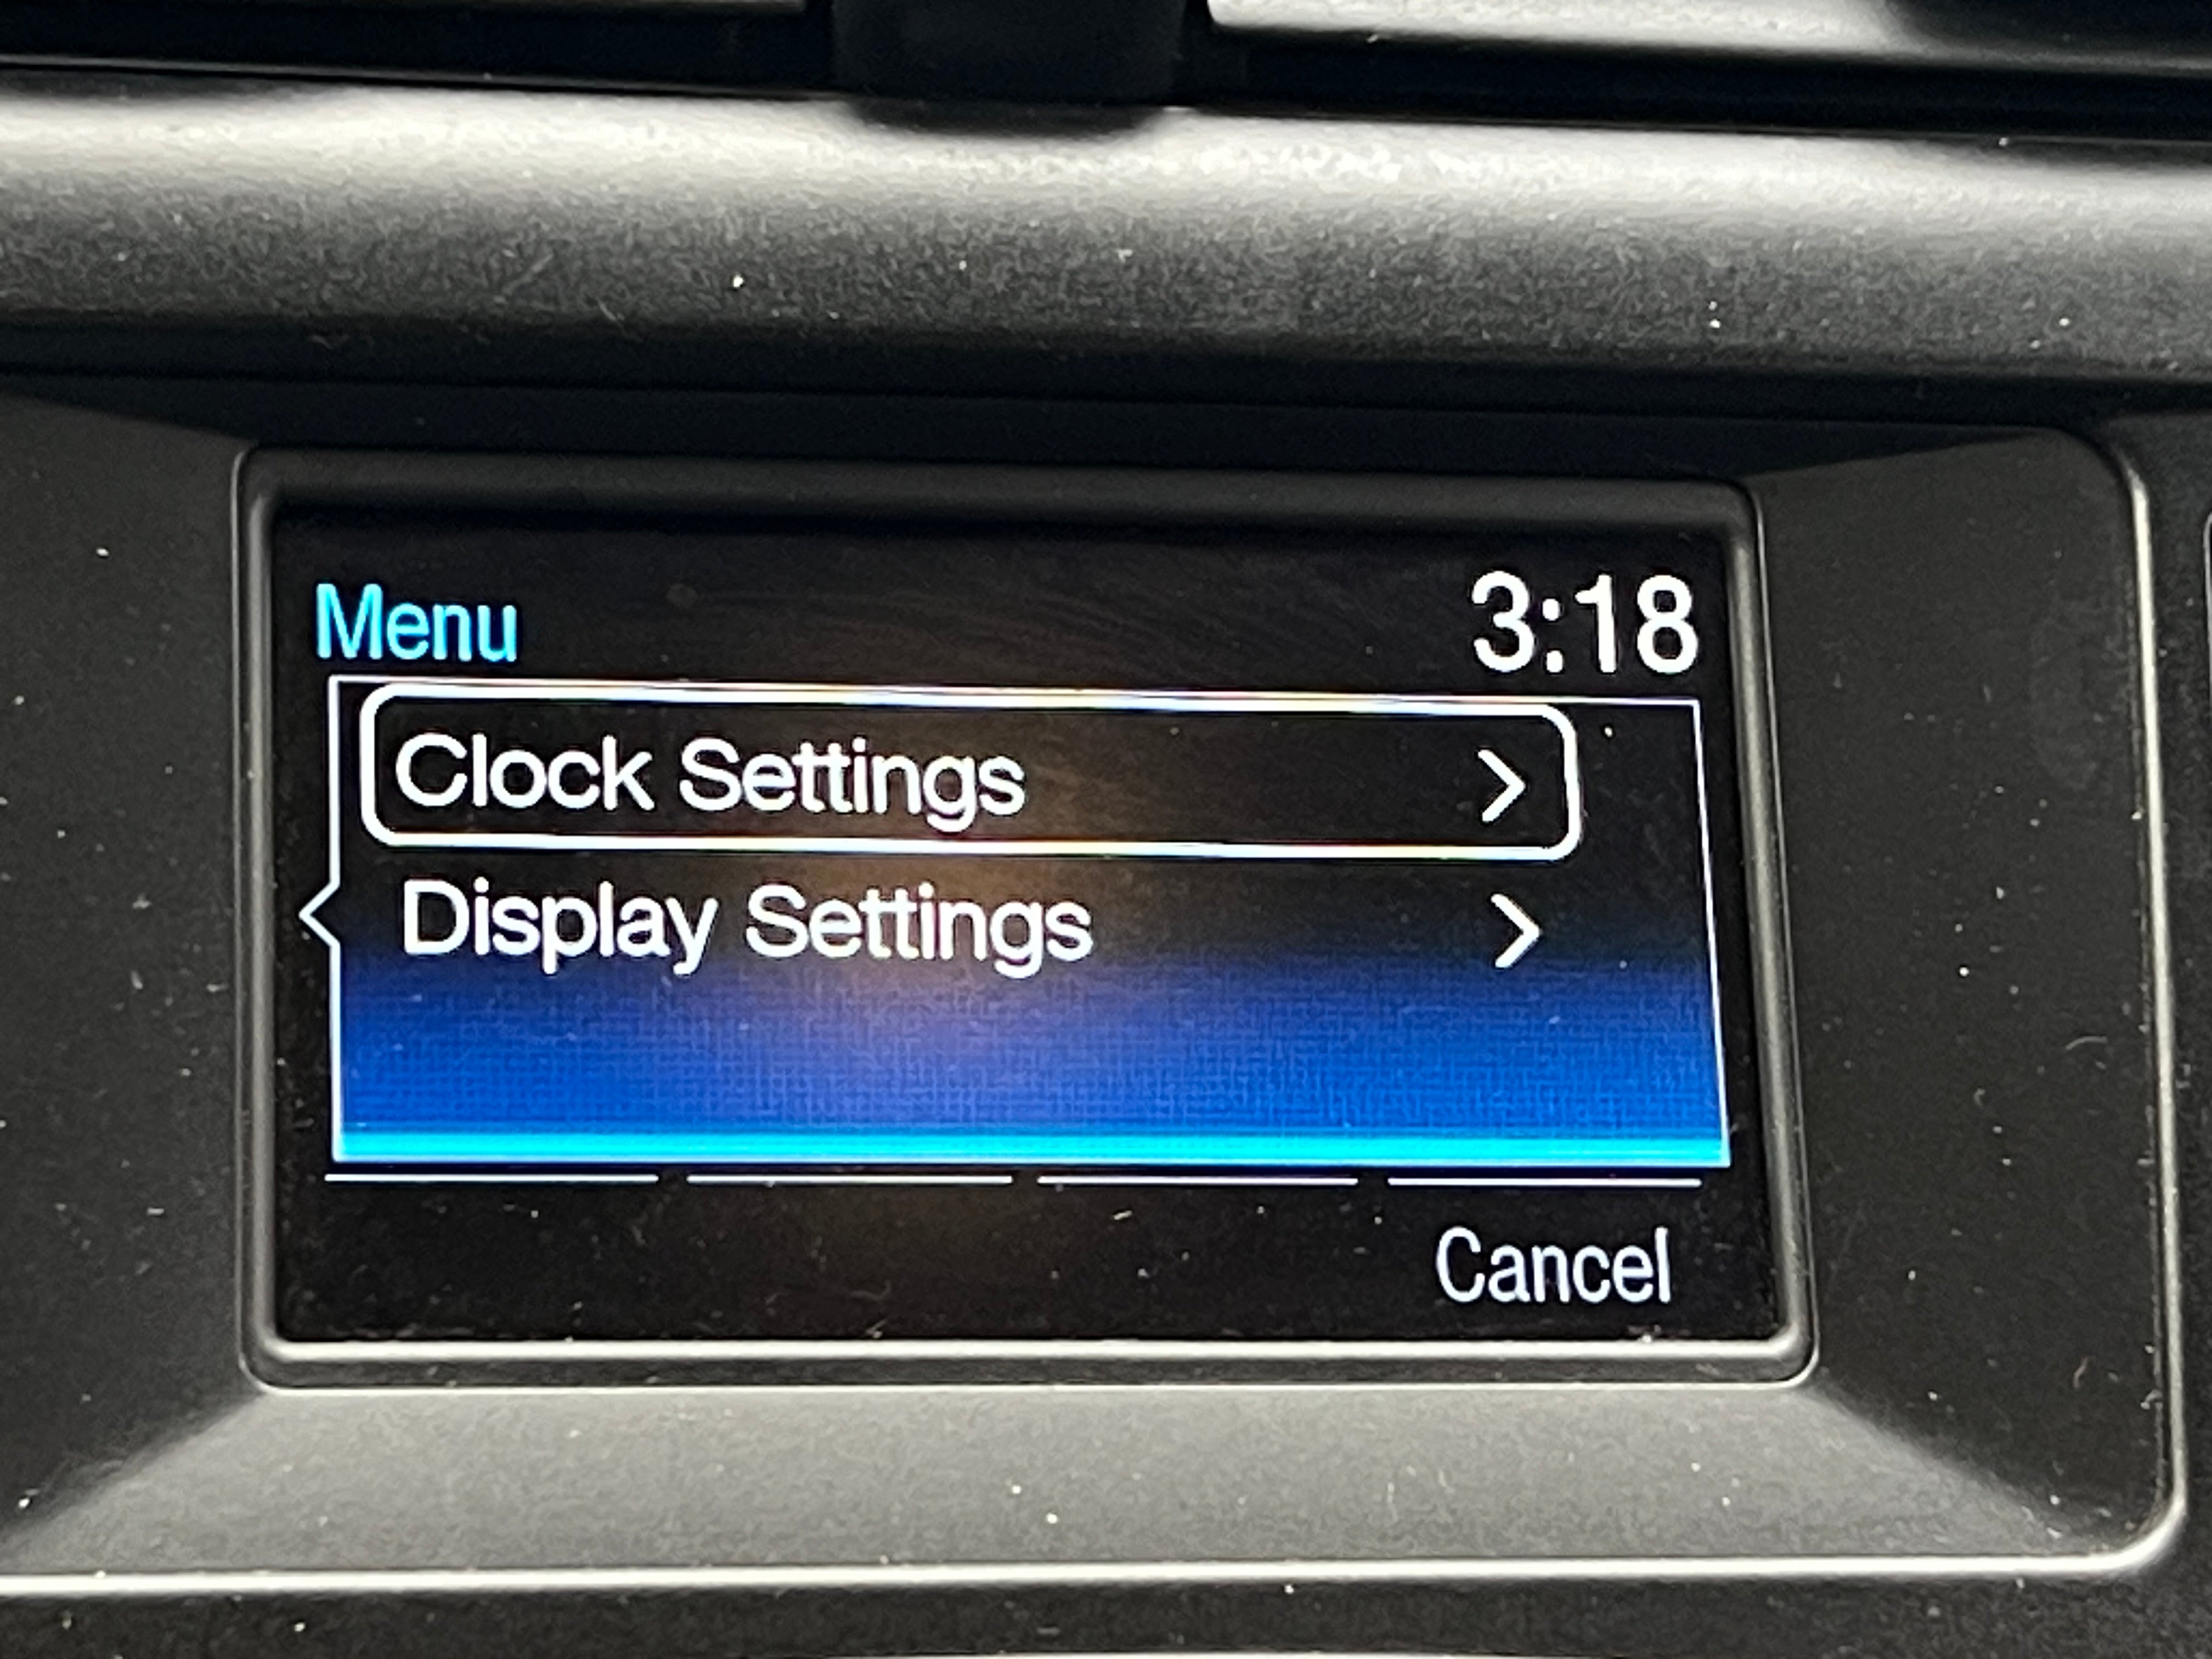 Menu 3:18
Clock Settings
Display Settings
Cancel